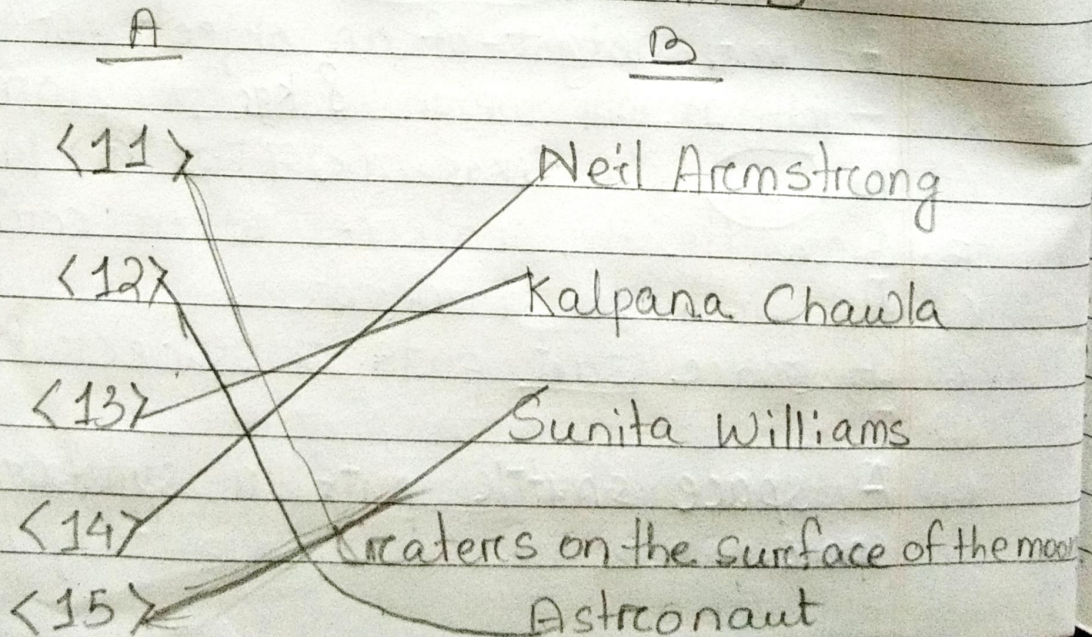 A B
<11> Neil Armstrong
<12> Kalpana Chawla
<13> Sunita Williams
<14> Craters on the surface of the moon
<15> Astronaut